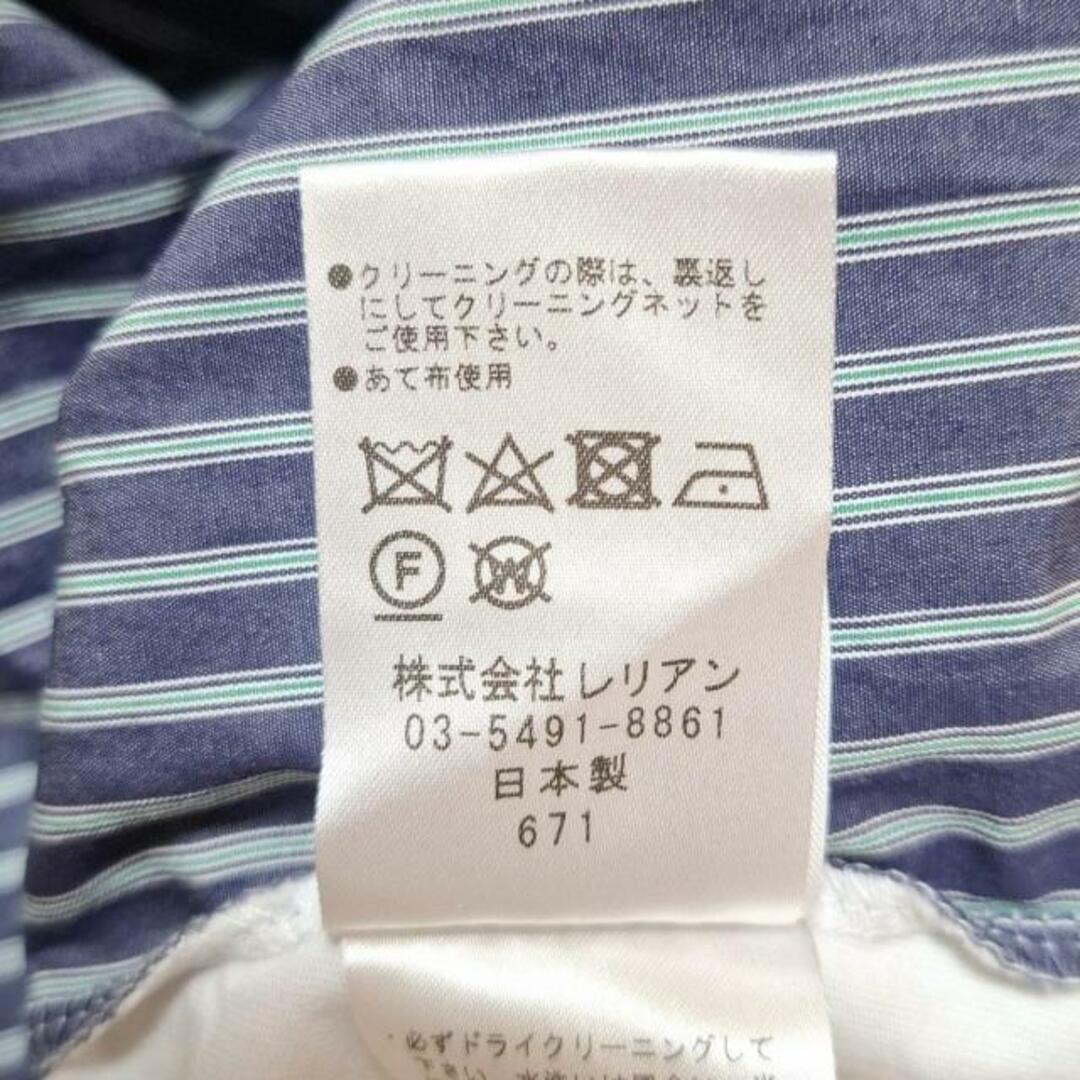 ●クリーニングの際は、裏返し
にしてクリーニングネットを
ご使用下さい。
●あて布使用
F W
株式会社レリアン
03-5491-8861
日本製
671
必ずドライクリーニングして